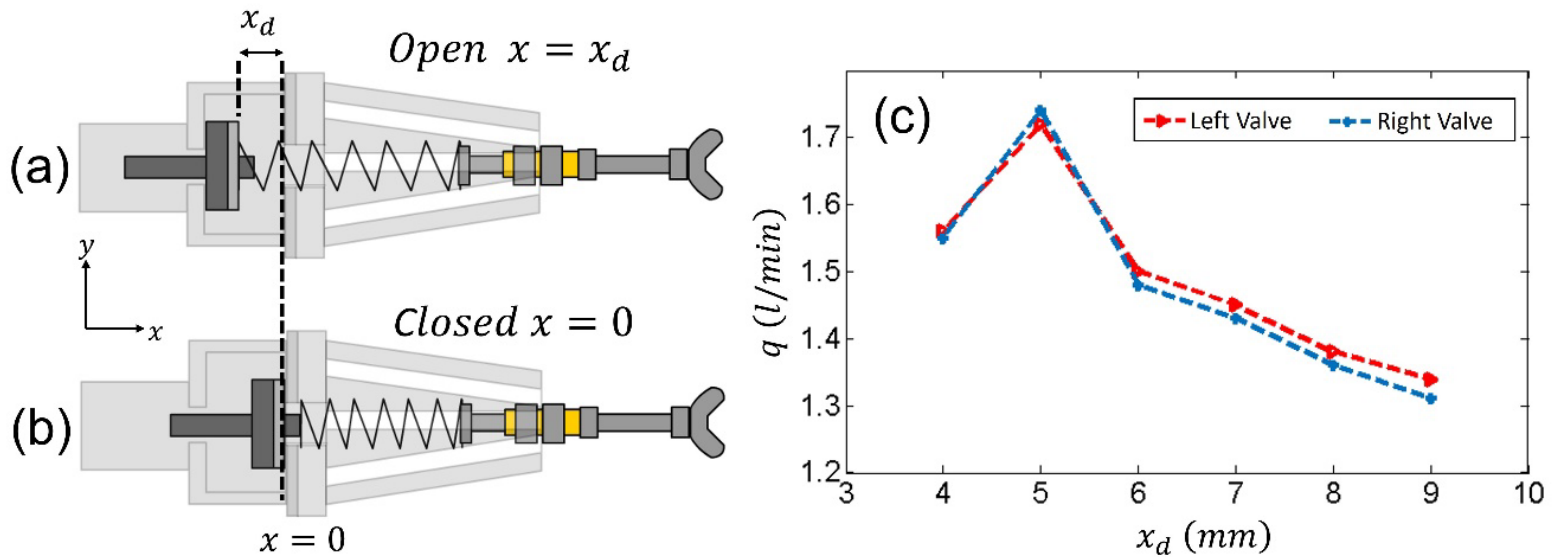 x_d
Open x = x_d
(a)
y
x
Closed x = 0
(b)
x = 0
(c)
Left Valve
Right Valve
q (l/min)
1.7
1.6
1.5
1.4
1.3
1.2
3 4 5 6 7 8 9 10
x_d (mm)